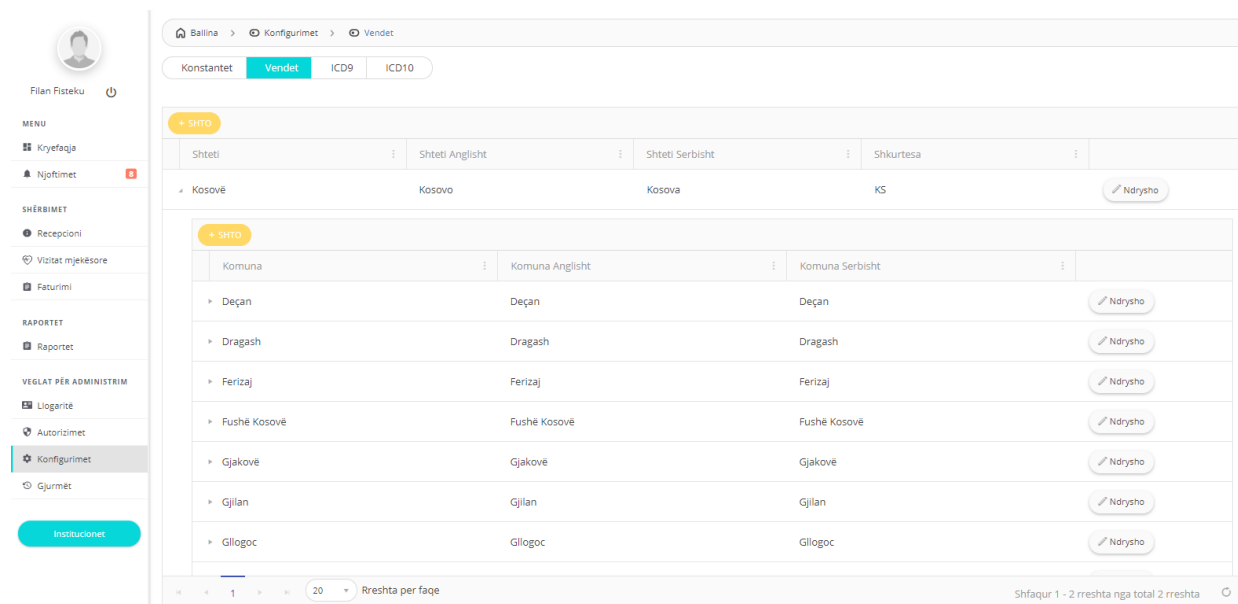 Ballina > Konfigurimet > Vendet
Konstantet Vendet ICD9 ICD10
Filan Fisteku
MENU
Kryefaqja
Njoftimet 8
SHËRBIMET
Recepcioni
Vizitat mjekësore
Faturimi
RAPORTET
Raportet
VEGLAT PËR ADMINISTRIM
Llogaritë
Autorizimet
Konfigurimet
Gjurmët
Institucionet
+ SHTO
Shteti Shteti Anglisht Shteti Serbisht Shkurtesa
Kosovë Kosovo Kosova KS Ndrysho
+ SHTO
Komuna Komuna Anglisht Komuna Serbisht
Deçan Deçan Deçan Ndrysho
Dragash Dragash Dragash Ndrysho
Ferizaj Ferizaj Ferizaj Ndrysho
Fushë Kosovë Fushë Kosovë Fushë Kosovë Ndrysho
Gjakovë Gjakovë Gjakovë Ndrysho
Gjilan Gjilan Gjilan Ndrysho
Gllogoc Gllogoc Gllogoc Ndrysho
1 20 Rreshta per faqe Shfaqur 1 - 2 rreshta nga total 2 rreshta